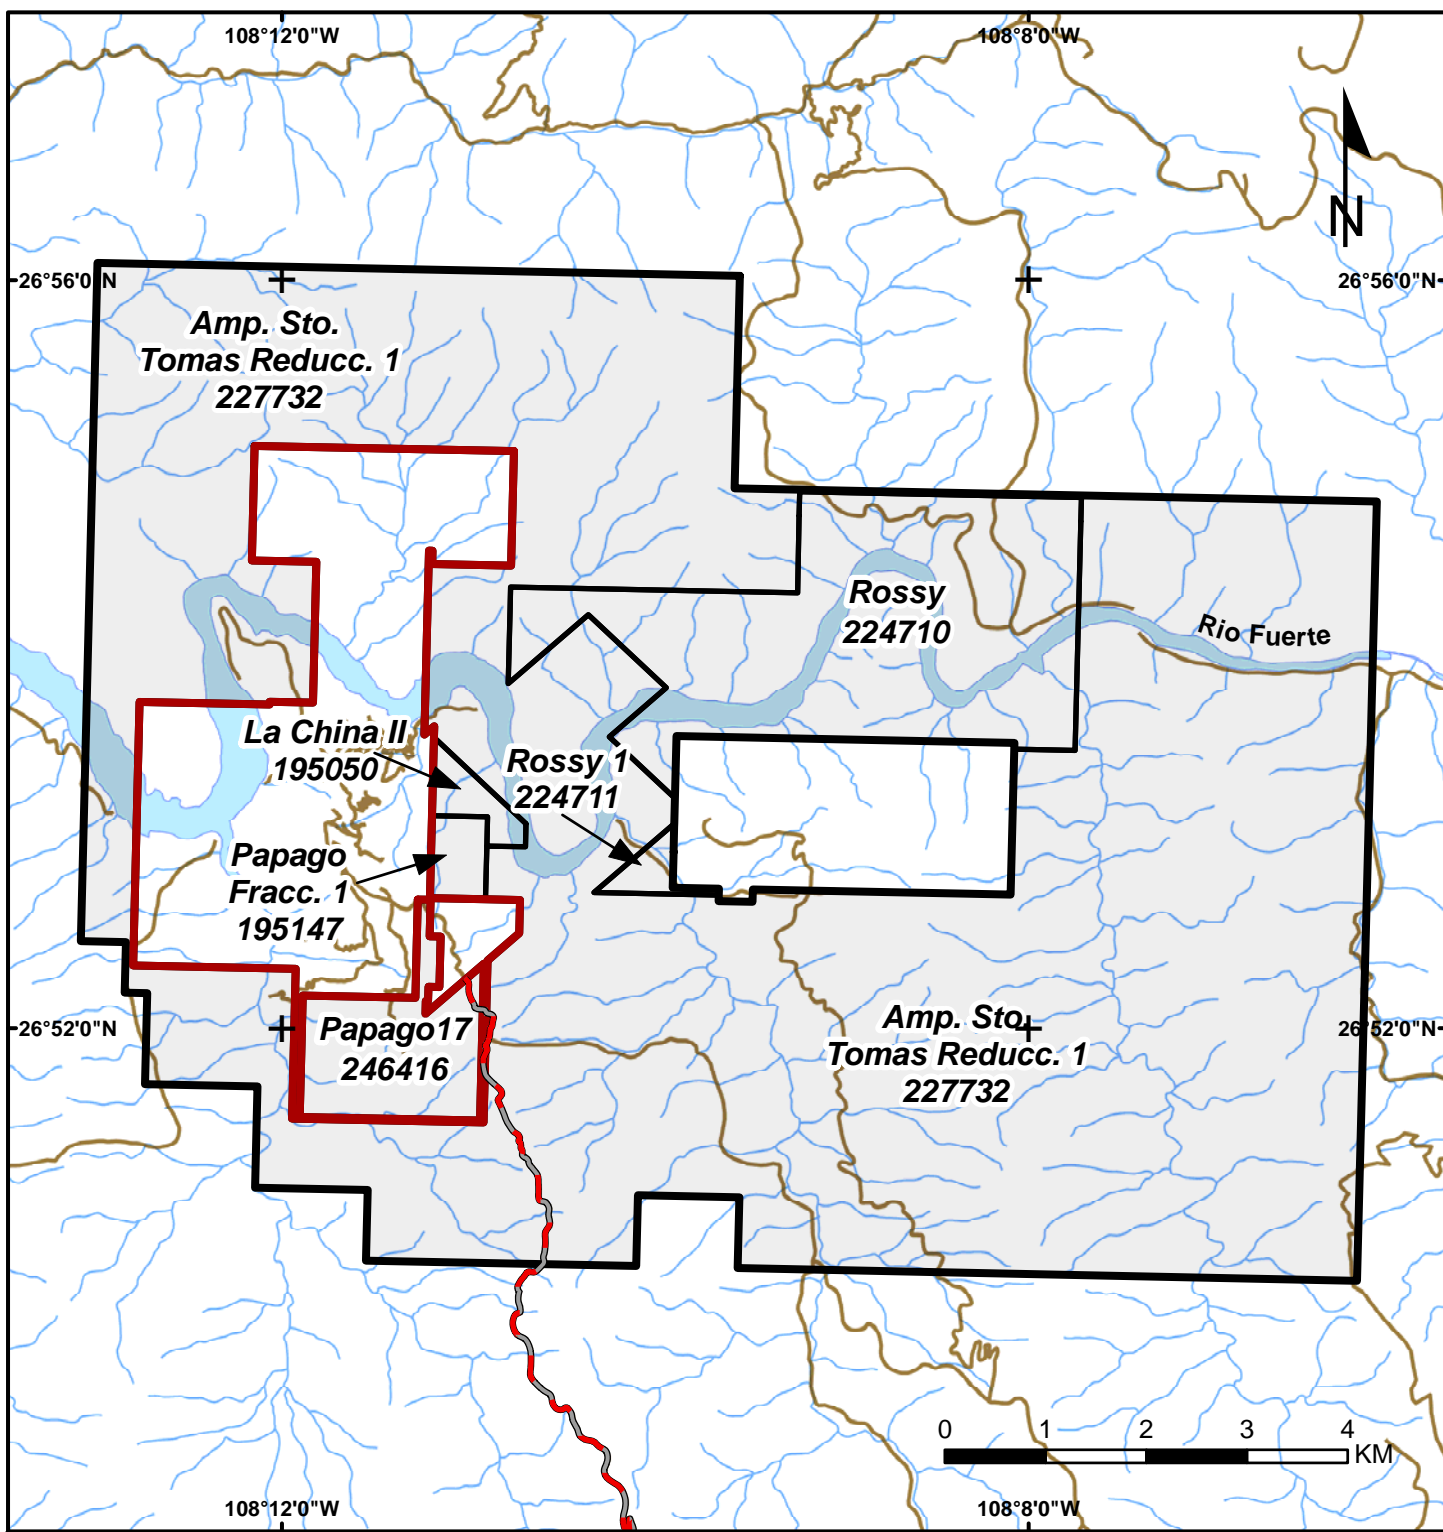 108°12'0"W
108°8'0"W
N
26°56'0"N
26°56'0"N
Amp. Sto.
Tomas Reducc. 1
227732
Rossy
224710
Rio Fuerte
La China II
195050
Rossy 1
224711
Papago
Fracc. 1
195147
26°52'0"N
26°52'0"N
Papago17
246416
Amp. Sto.
Tomas Reducc. 1
227732
0 1 2 3 4
KM
108°12'0"W
108°8'0"W